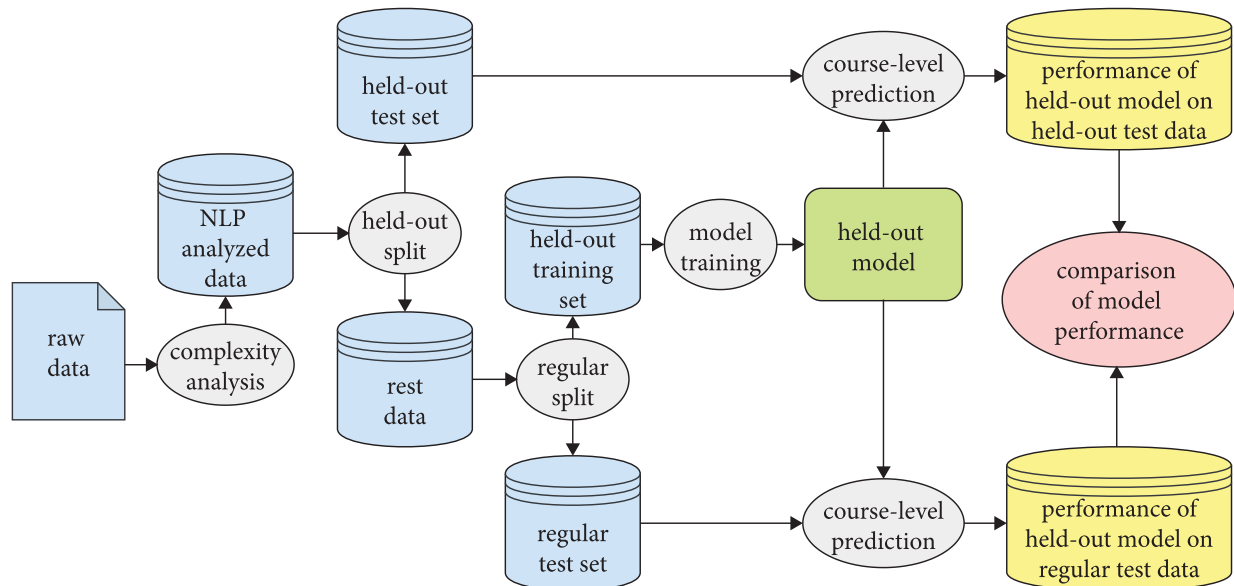 raw
data
complexity
analysis
NLP
analyzed
data
held-out
split
held-out
test set
rest
data
regular
split
held-out
training
set
regular
test set
model
training
held-out
model
course-level
prediction
course-level
prediction
performance of
held-out model on
held-out test data
comparison
of model
performance
performance of
held-out model on
regular test data